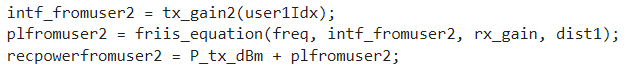 intf_fromuser2 = tx_gain2(user1Idx);
plfromuser2 = friis_equation(freq, intf_fromuser2, rx_gain, dist1);
recpowerfromuser2 = P_tx_dBm + plfromuser2;